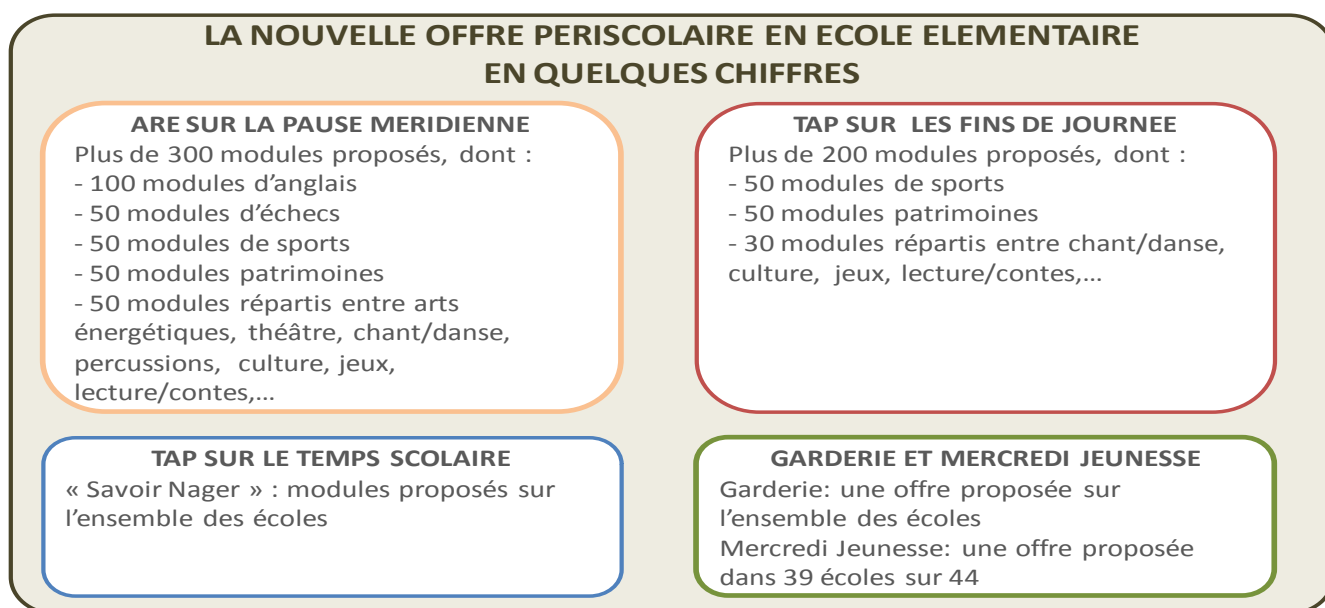 LA NOUVELLE OFFRE PERISCOLAIRE EN ECOLE ELEMENTAIRE
EN QUELQUES CHIFFRES
ARE SUR LA PAUSE MERIDIENNE
Plus de 300 modules proposés, dont :
- 100 modules d'anglais
- 50 modules d'échecs
- 50 modules de sports
- 50 modules patrimoines
- 50 modules répartis entre arts
énergétiques, théâtre, chant/danse,
percussions, culture, jeux,
lecture/contes,...
TAP SUR LES FINS DE JOURNEE
Plus de 200 modules proposés, dont :
- 50 modules de sports
- 50 modules patrimoines
- 30 modules répartis entre chant/danse,
culture, jeux, lecture/contes,...
TAP SUR LE TEMPS SCOLAIRE
« Savoir Nager » : modules proposés sur
l'ensemble des écoles
GARDERIE ET MERCREDI JEUNESSE
Garderie: une offre proposée sur
l'ensemble des écoles
Mercredi Jeunesse: une offre proposée
dans 39 écoles sur 44